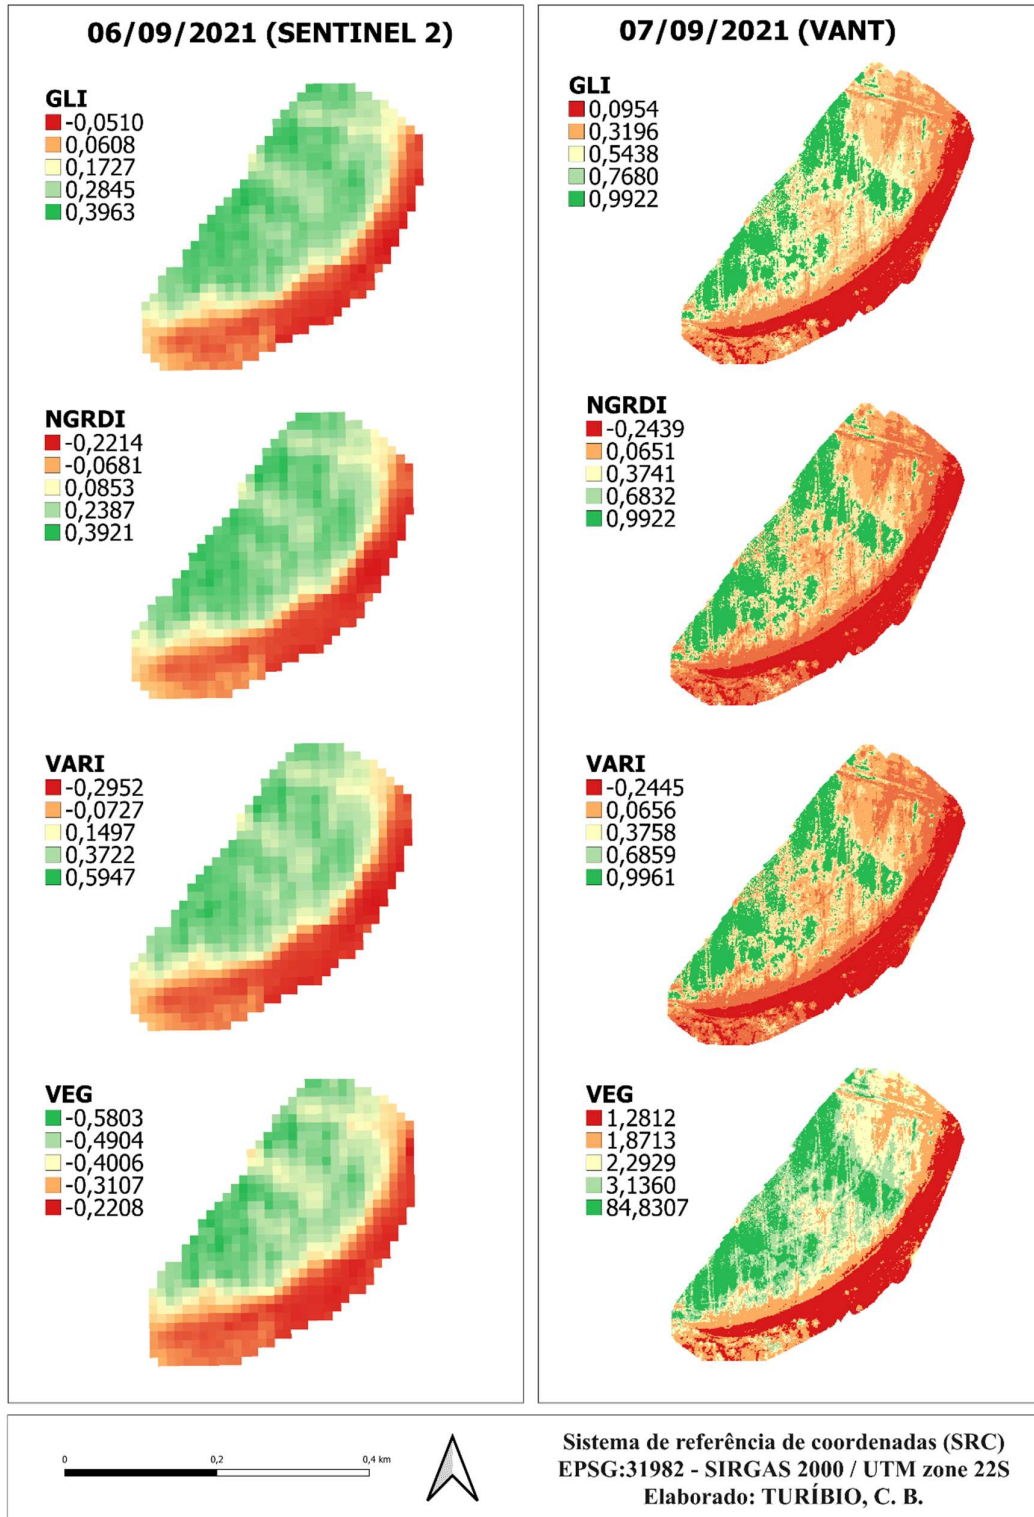 06/09/2021 (SENTINEL 2)
GLI
-0,0510
0,0608
0,1727
0,2845
0,3963
NGRDI
-0,2214
-0,0681
0,0853
0,2387
0,3921
VARI
-0,2952
-0,0727
0,1497
0,3722
0,5947
VEG
-0,5803
-0,4904
-0,4006
-0,3107
-0,2208
07/09/2021 (VANT)
GLI
0,0954
0,3196
0,5438
0,7680
0,9922
NGRDI
-0,2439
0,0651
0,3741
0,6832
0,9922
VARI
-0,2445
0,0656
0,3758
0,6859
0,9961
VEG
1,2812
1,8713
2,2929
3,1360
84,8307
0 0,2 0,4 km
Sistema de referência de coordenadas (SRC)
EPSG:31982 - SIRGAS 2000 / UTM zone 22S
Elaborado: TURÍBIO, C. B.